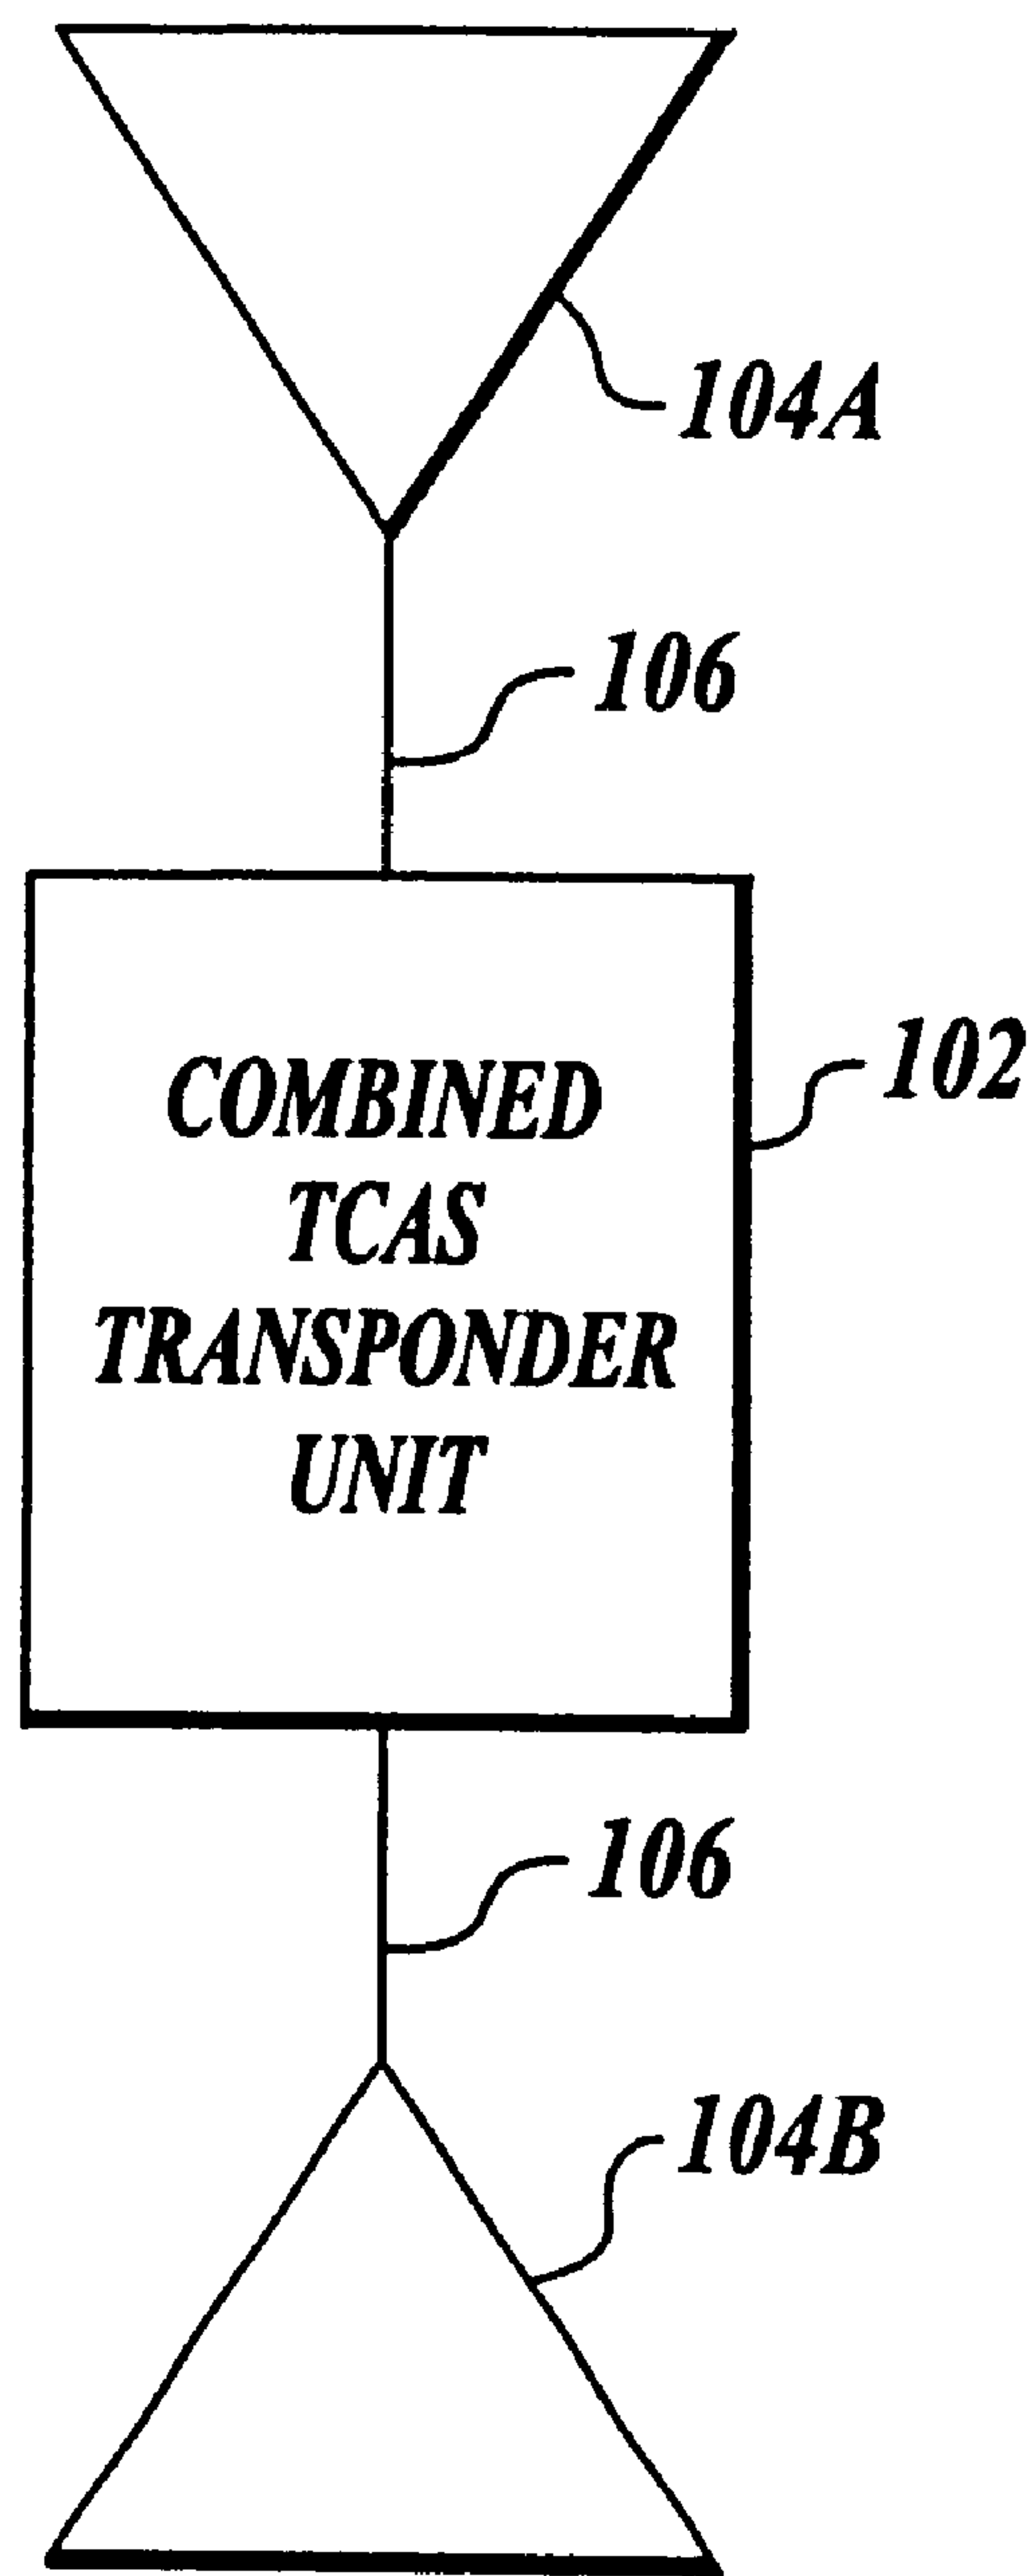 104A
106
102
COMBINED
TCAS
TRANSPONDER
UNIT
106
104B